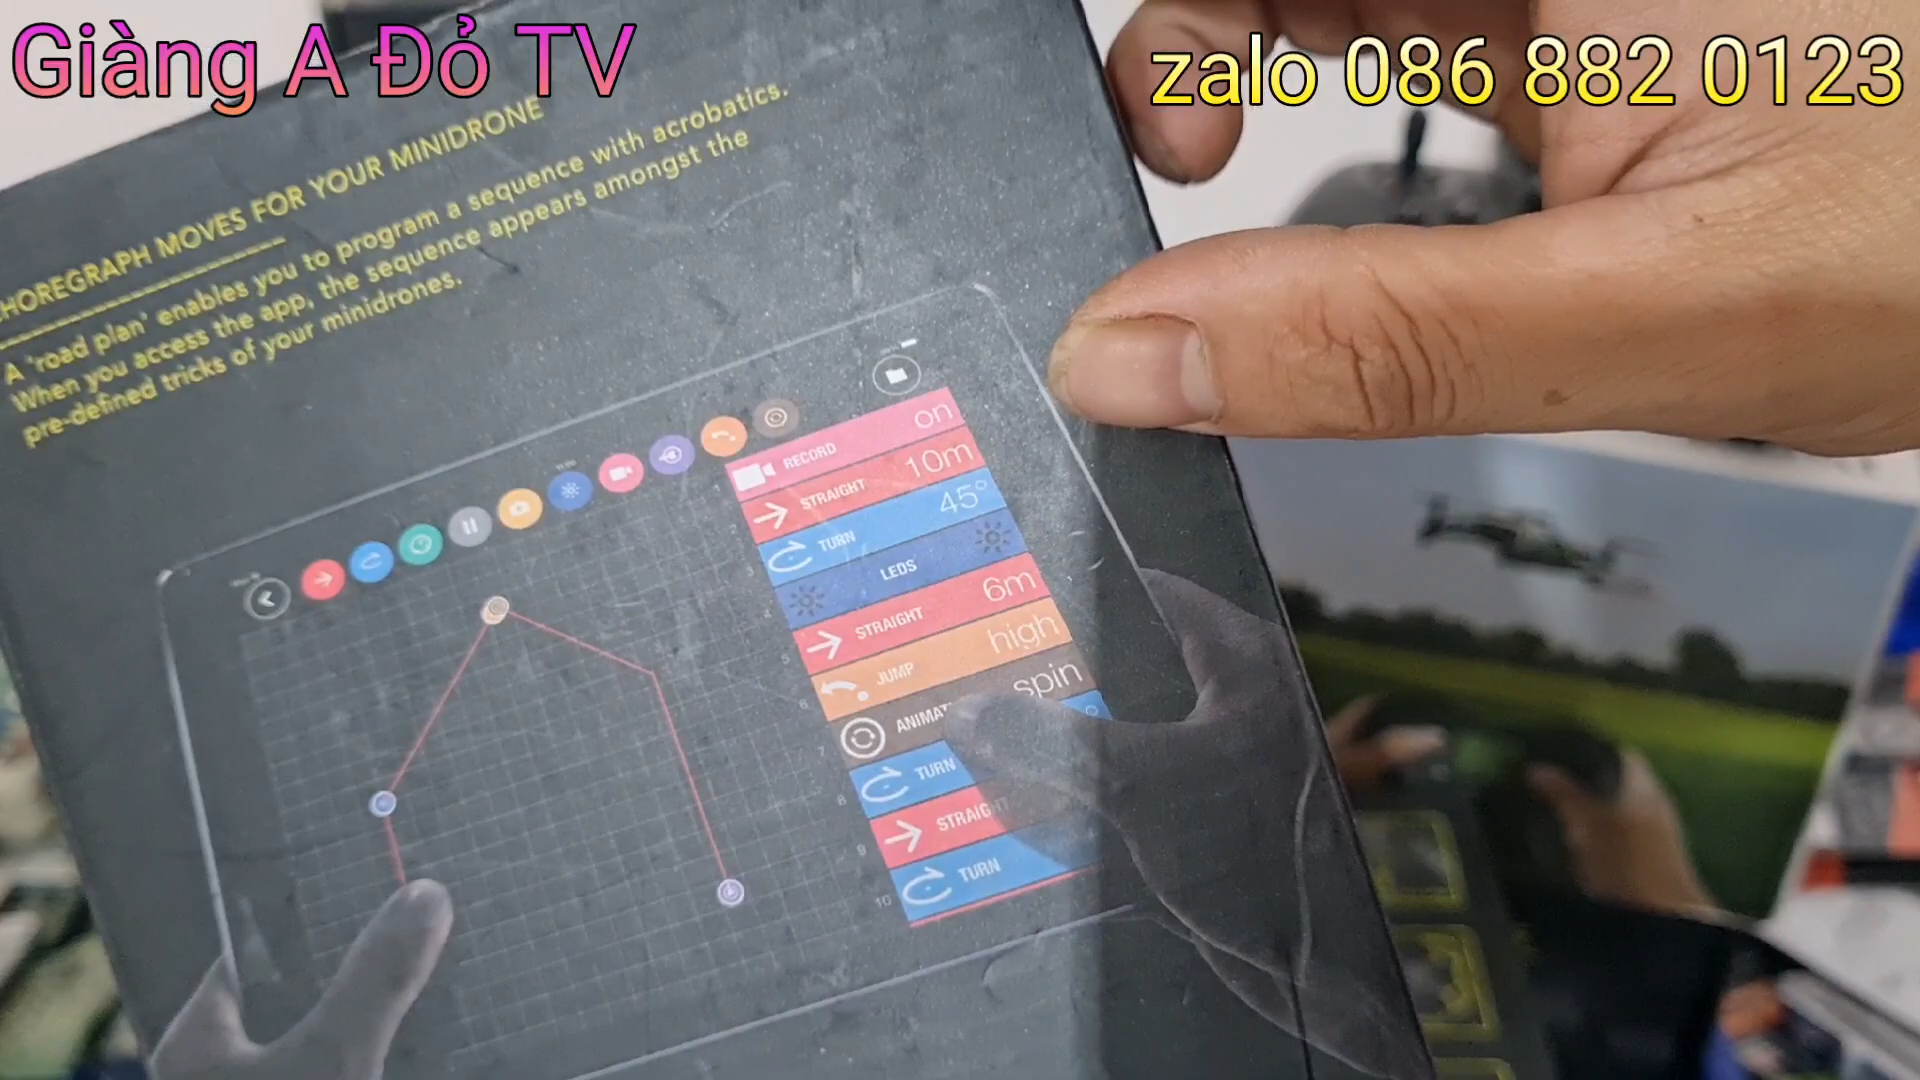 Giàng A Đỏ TV
zalo 086 882 0123
HOREGRAPH MOVES FOR YOUR MINIDRONE
A 'road plan' enables you to program a sequence with acrobatics.
When you access the app, the sequence appears amongst the
pre-defined tricks of your minidrones.
RECORD on
STRAIGHT 10m
TURN 45°
LEDS
STRAIGHT 6m
JUMP high
ANIMAT spin
TURN °
STRAIGHT
TURN